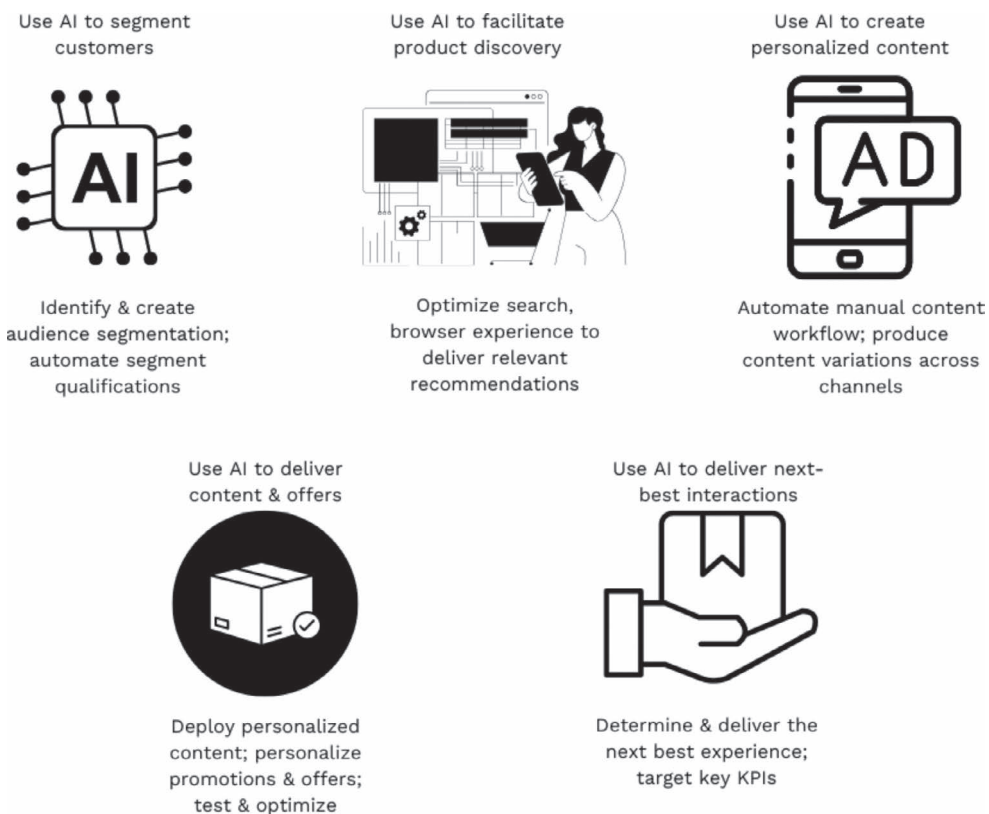 Use AI to segment
customers
AI
Identify & create
audience segmentation;
automate segment
qualifications
Use AI to facilitate
product discovery
Optimize search,
browser experience to
deliver relevant
recommendations
Use AI to create
personalized content
AD
Automate manual content
workflow; produce
content variations across
channels
Use AI to deliver
content & offers
Deploy personalized
content; personalize
promotions & offers;
test & optimize
Use AI to deliver next-
best interactions
Determine & deliver the
next best experience;
target key KPIs